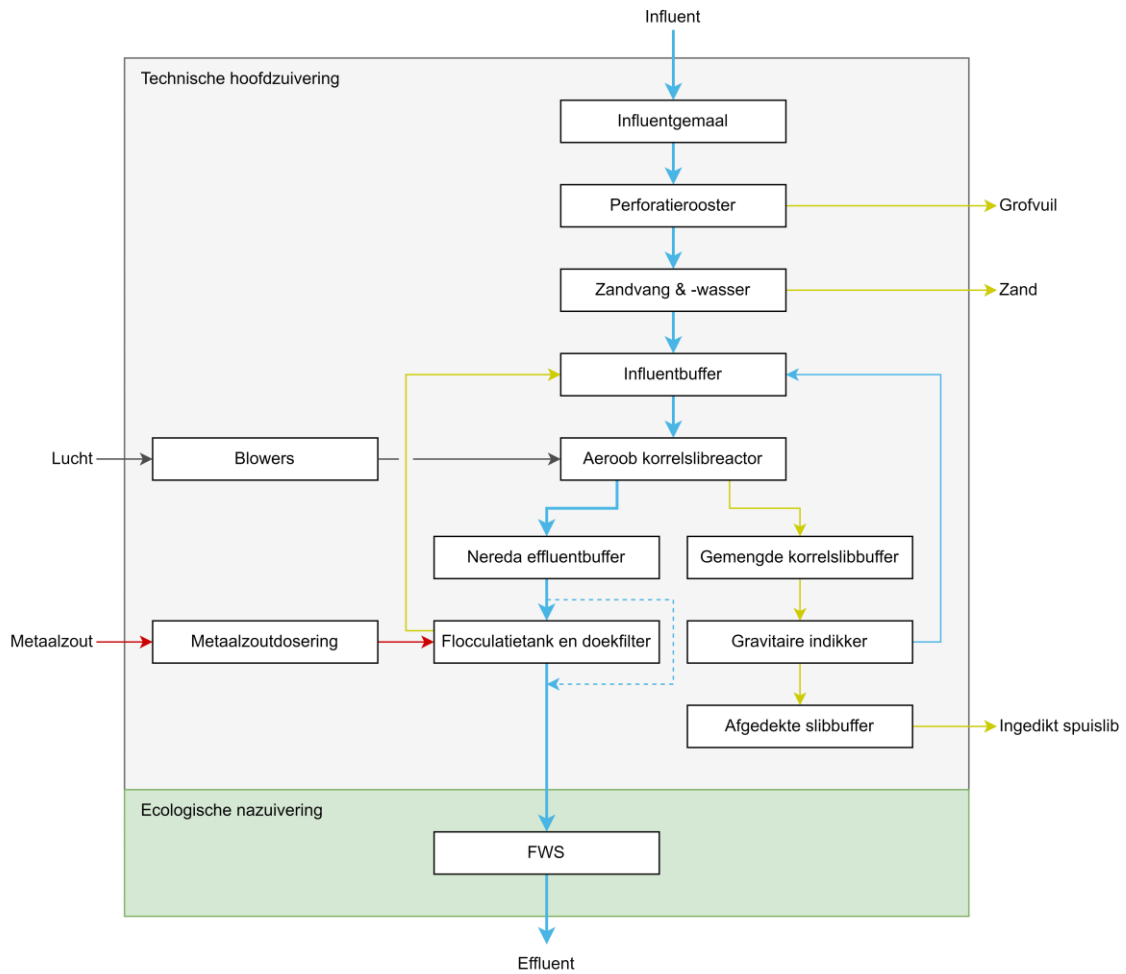 Influent
Technische hoofdzuivering
Influentgemaal
Perforatierooster
Grofvuil
Zandvang & -wasser
Zand
Influentbuffer
Lucht
Blowers
Aeroob korrelslibreactor
Nereda effluentbuffer
Gemengde korrelslibbuffer
Metaalzout
Metaalzoutdosering
Flocculatietank en doekfilter
Gravitaire indikker
Afgedekte slibbuffer
Ingedikt spuislib
Ecologische nazuivering
FWS
Effluent